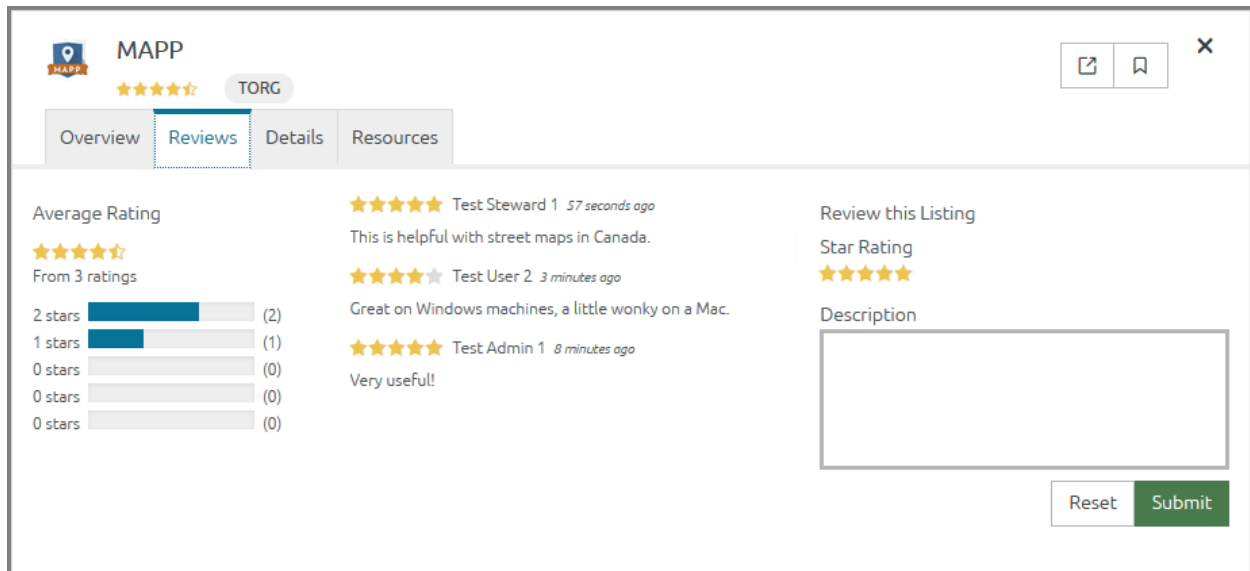 MAPP
MAPP
TORG
Overview
Reviews
Details
Resources
Average Rating
From 3 ratings
2 stars (2)
1 stars (1)
0 stars (0)
0 stars (0)
0 stars (0)
Test Steward 1 57 seconds ago
This is helpful with street maps in Canada.
Test User 2 3 minutes ago
Great on Windows machines, a little wonky on a Mac.
Test Admin 1 8 minutes ago
Very useful!
Review this Listing
Star Rating
Description
Reset
Submit